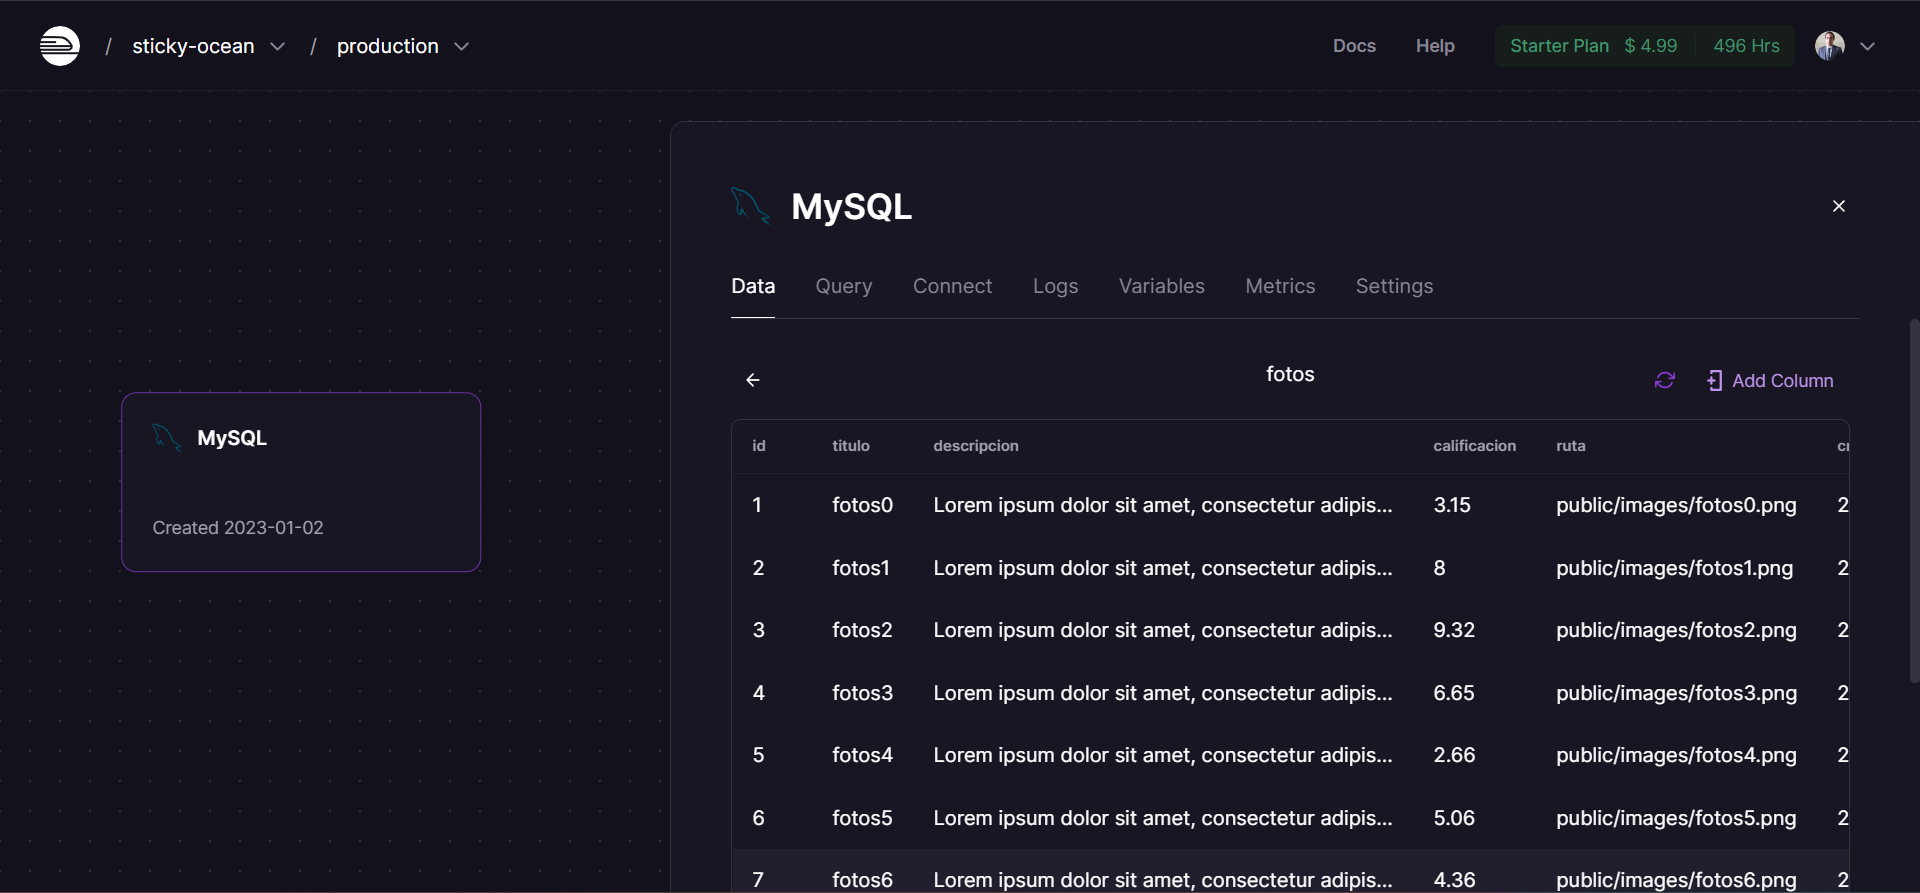 / sticky-ocean / production Docs Help Starter Plan $ 4.99 496 Hrs
MySQL
Data Query Connect Logs Variables Metrics Settings
fotos Add Column
MySQL
Created 2023-01-02
id titulo descripcion calificacion ruta
1 fotos0 Lorem ipsum dolor sit amet, consectetur adipis... 3.15 public/images/fotos0.png 2
2 fotos1 Lorem ipsum dolor sit amet, consectetur adipis... 8 public/images/fotos1.png 2
3 fotos2 Lorem ipsum dolor sit amet, consectetur adipis... 9.32 public/images/fotos2.png 2
4 fotos3 Lorem ipsum dolor sit amet, consectetur adipis... 6.65 public/images/fotos3.png 2
5 fotos4 Lorem ipsum dolor sit amet, consectetur adipis... 2.66 public/images/fotos4.png 2
6 fotos5 Lorem ipsum dolor sit amet, consectetur adipis... 5.06 public/images/fotos5.png 2
7 fotos6 Lorem ipsum dolor sit amet, consectetur adipis... 4.36 public/images/fotos6.png 2